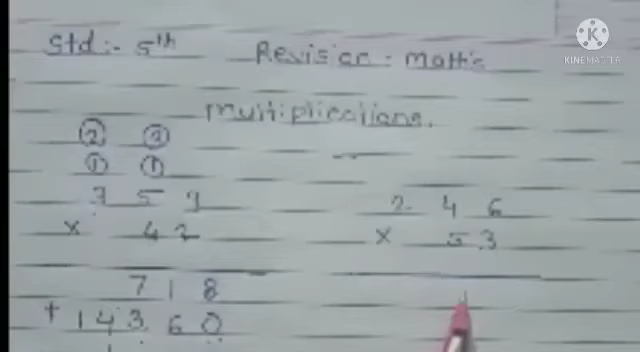 Std:- 5th Revision: Maths
KINEMASTER
Multiplications.
② ③
① ①
3 5 9
× 4 2
7 1 8
+ 1 4 3 6 0
2 4 6
× 5 3